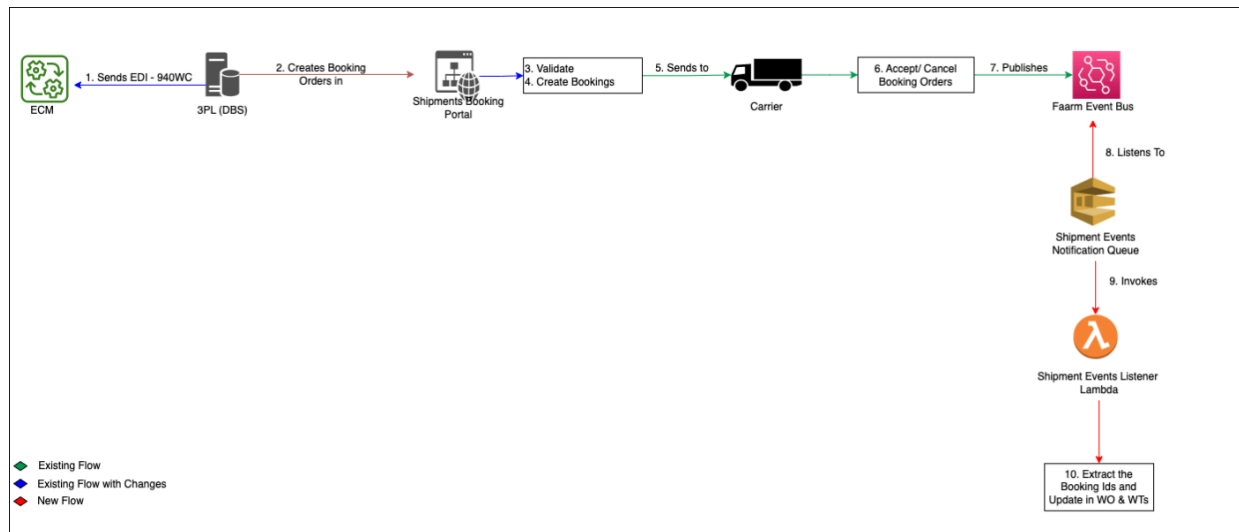 1. Sends EDI - 940WC
2. Creates Booking
Orders in
3. Validate
4. Create Bookings
5. Sends to
6. Accept/ Cancel
Booking Orders
7. Publishes
ECM
3PL (DBS)
Shipments Booking
Portal
Carrier
Faarm Event Bus
8. Listens To
Shipment Events
Notification Queue
9. Invokes
λ
Shipment Events Listener
Lambda
10. Extract the
Booking Ids and
Update in WO & WTs
Existing Flow
Existing Flow with Changes
New Flow